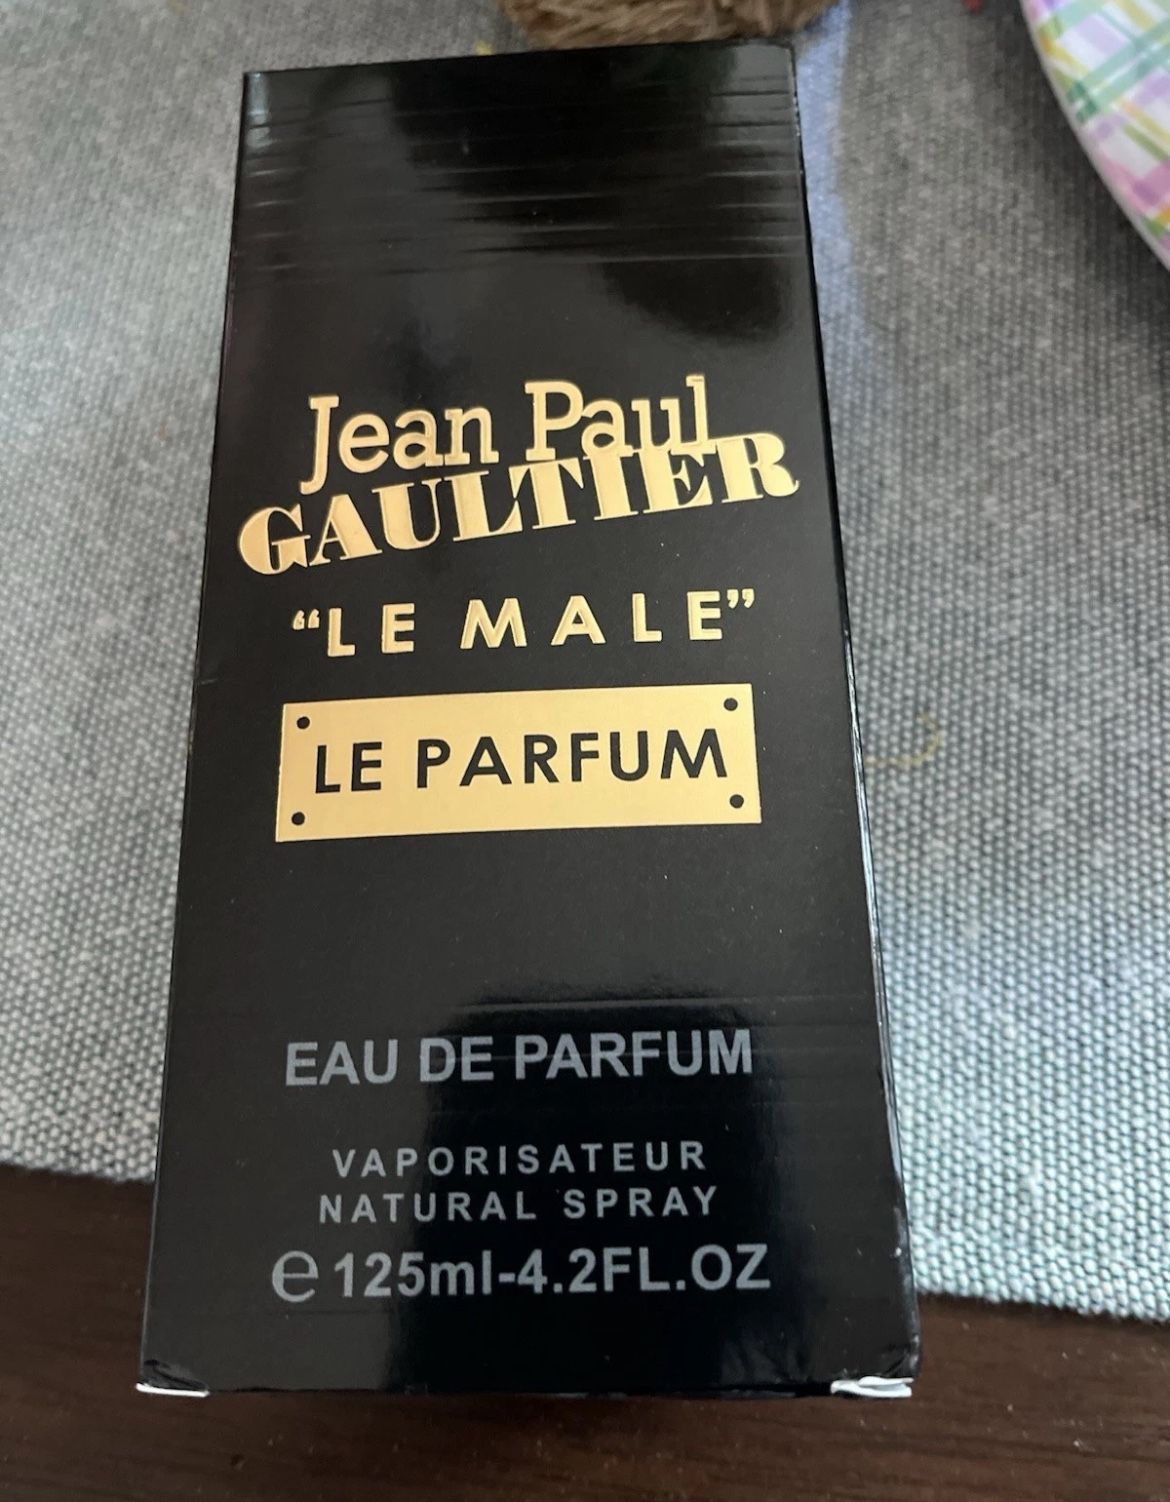 Jean Paul
GAULTIER
“LE MALE”
LE PARFUM
EAU DE PARFUM
VAPORISATEUR
NATURAL SPRAY
℮125ml-4.2FL.OZ